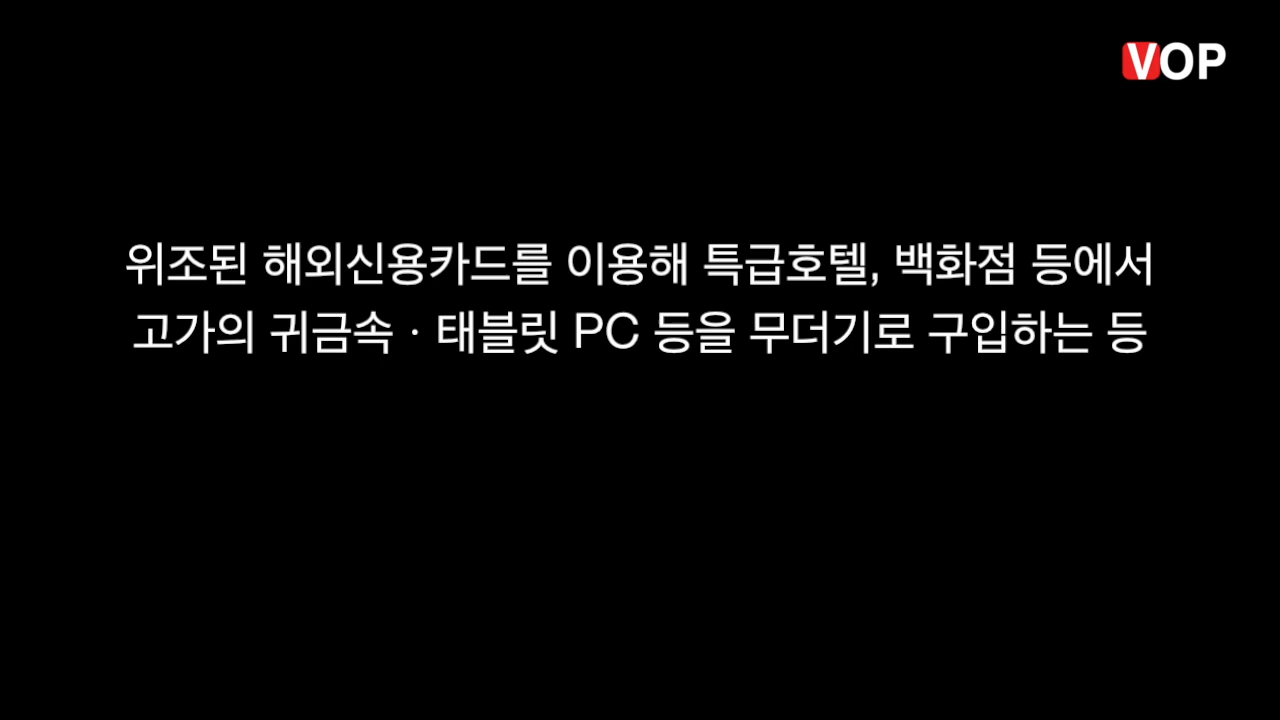 VOP
위조된 해외신용카드를 이용해 특급호텔, 백화점 등에서
고가의 귀금속 · 태블릿 PC 등을 무더기로 구입하는 등